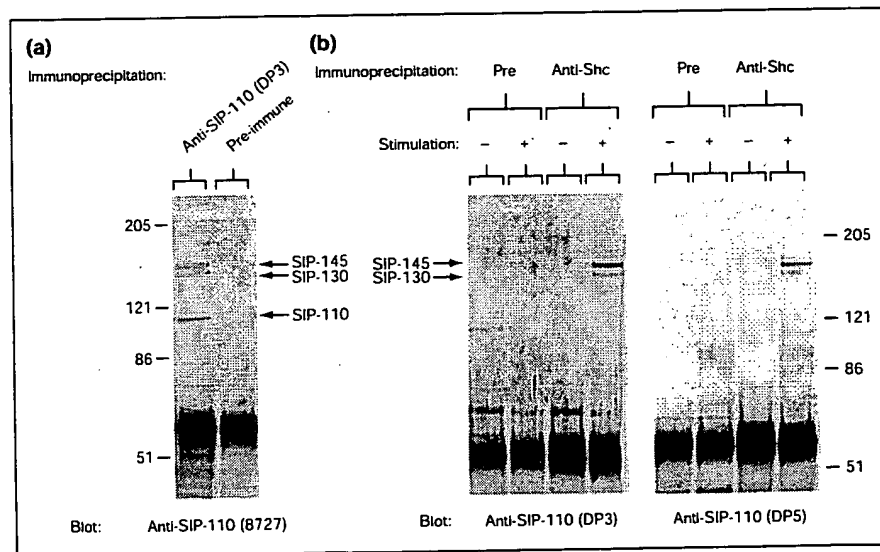 (a)
Immunoprecipitation:
Anti-SIP-110 (DP3)
Pre-immune
205
SIP-145
SIP-130
121
SIP-110
86
51
Blot: Anti-SIP-110 (8727)
(b)
Immunoprecipitation: Pre Anti-Shc Pre Anti-Shc
Stimulation: – + – + – + – +
205
SIP-145
SIP-130
121
86
51
Blot: Anti-SIP-110 (DP3) Anti-SIP-110 (DP5)